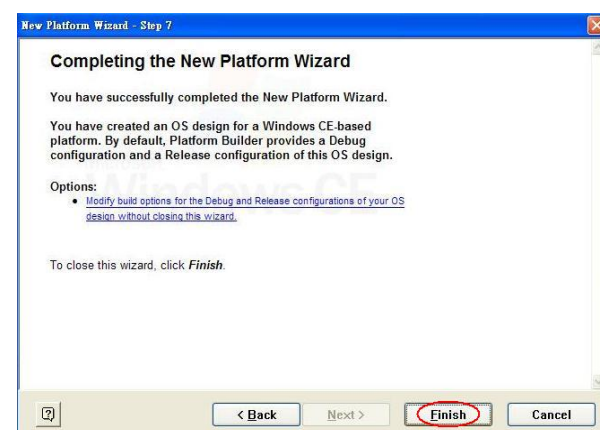 New Platform Wizard - Step 7
Completing the New Platform Wizard
You have successfully completed the New Platform Wizard.
You have created an OS design for a Windows CE-based
platform. By default, Platform Builder provides a Debug
configuration and a Release configuration of this OS design.
Windows CE
Options:
• Modify build options for the Debug and Release configurations of your OS
design without closing this wizard.
To close this wizard, click Finish.
< Back
Next >
Finish
Cancel